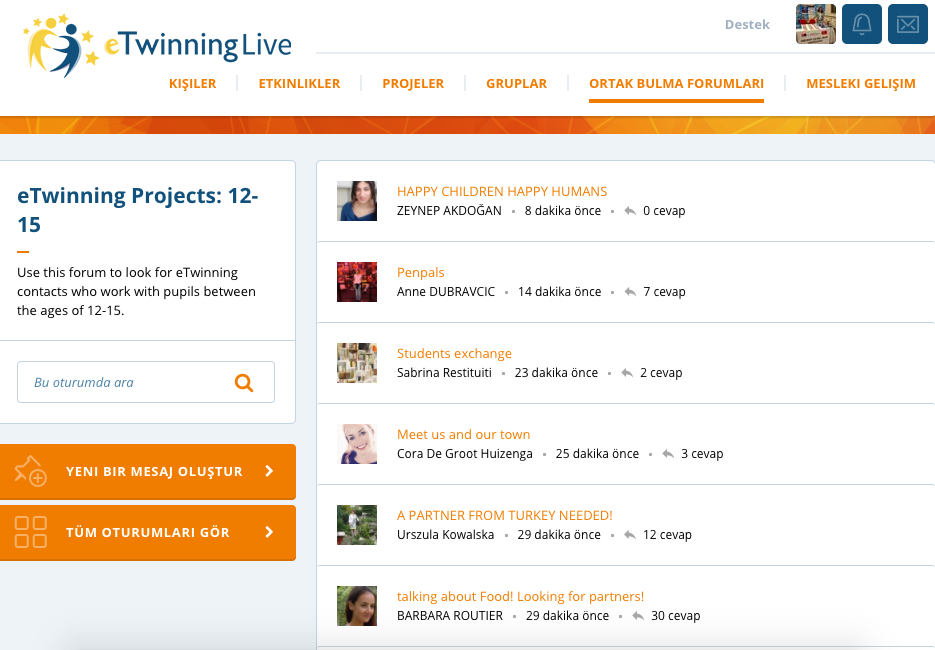 Destek
eTwinning Live
KIŞILER
ETKINLIKLER
PROJELER
GRUPLAR
ORTAK BULMA FORUMLARI
MESLEKI GELIŞIM
eTwinning Projects: 12-
15
Use this forum to look for eTwinning
contacts who work with pupils between
the ages of 12-15.
Bu oturumda ara
YENI BIR MESAJ OLUŞTUR
TÜM OTURUMLARI GÖR
HAPPY CHILDREN HAPPY HUMANS
ZEYNEP AKDOĞAN • 8 dakika önce • 0 cevap
Penpals
Anne DUBRAVCIC • 14 dakika önce • 7 cevap
Students exchange
Sabrina Restituiti • 23 dakika önce • 2 cevap
Meet us and our town
Cora De Groot Huizenga • 25 dakika önce • 3 cevap
A PARTNER FROM TURKEY NEEDED!
Urszula Kowalska • 29 dakika önce • 12 cevap
talking about Food! Looking for partners!
BARBARA ROUTIER • 29 dakika önce • 30 cevap